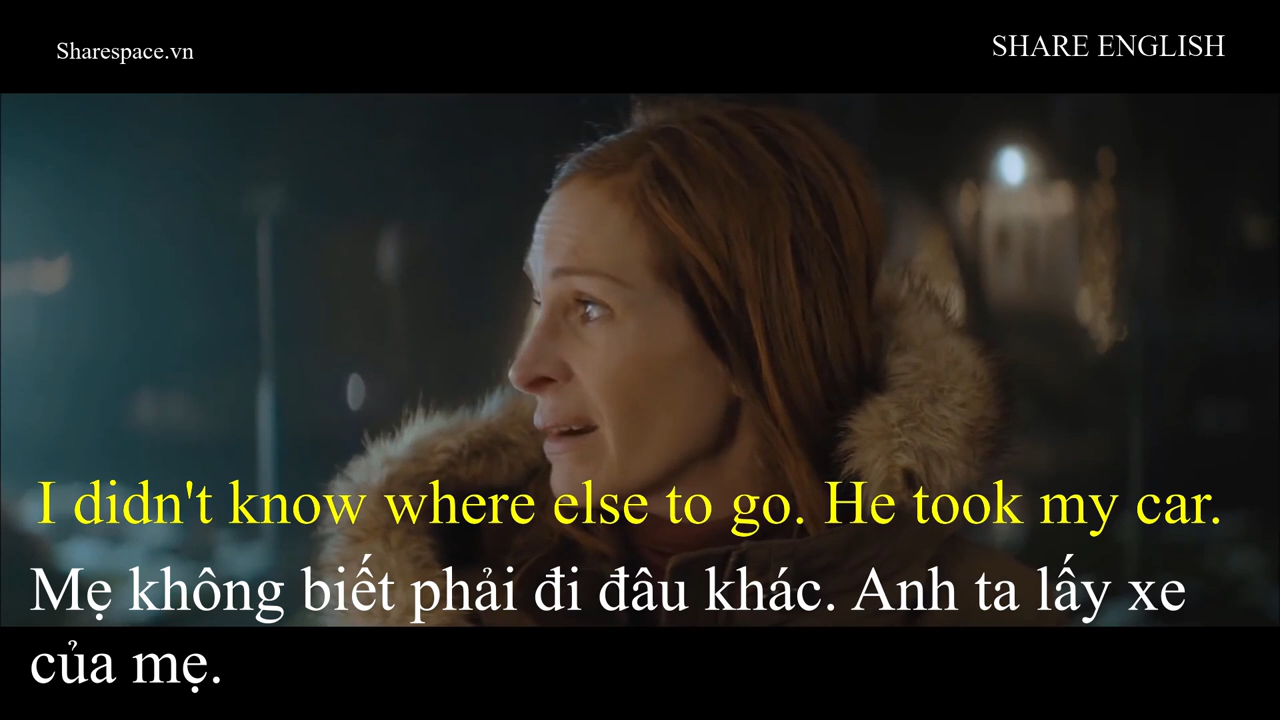 Sharespace.vn
SHARE ENGLISH
I didn't know where else to go. He took my car.
Mẹ không biết phải đi đâu khác. Anh ta lấy xe
của mẹ.